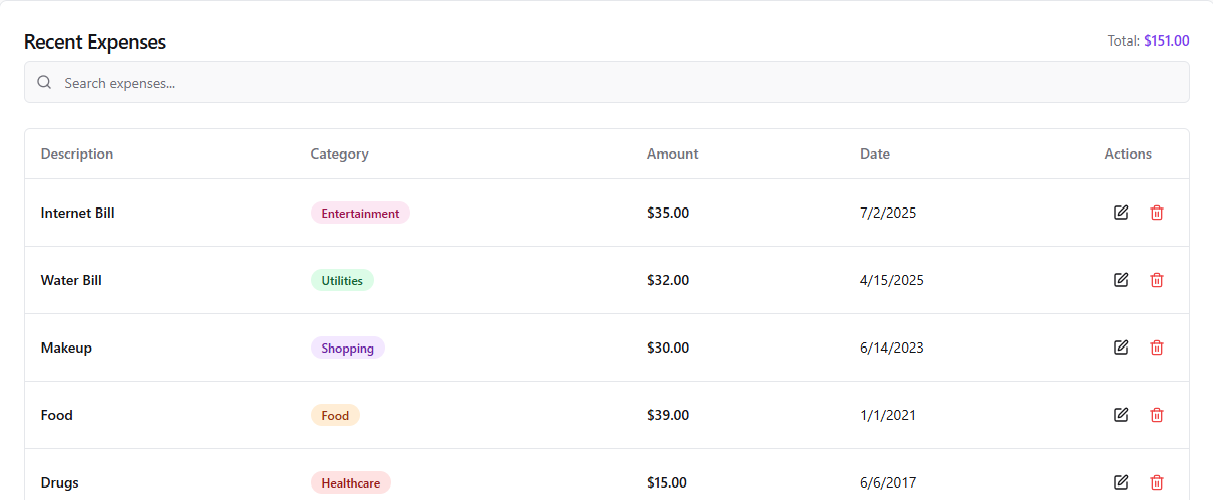 Recent Expenses Total: $151.00
Search expenses...
Description Category Amount Date Actions
Internet Bill Entertainment $35.00 7/2/2025
Water Bill Utilities $32.00 4/15/2025
Makeup Shopping $30.00 6/14/2023
Food Food $39.00 1/1/2021
Drugs Healthcare $15.00 6/6/2017